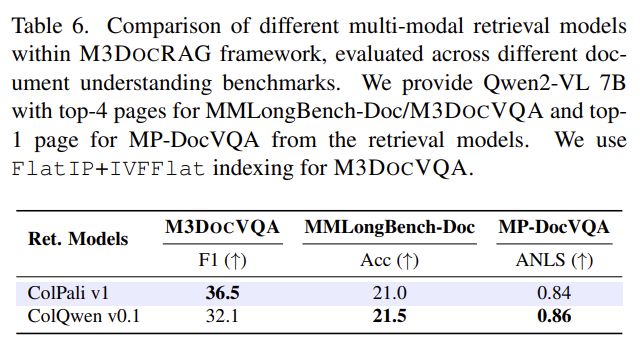 Table 6. Comparison of different multi-modal retrieval models
within M3DOCRAG framework, evaluated across different doc-
ument understanding benchmarks. We provide Qwen2-VL 7B
with top-4 pages for MMLongBench-Doc/M3DOCVQA and top-
1 page for MP-DocVQA from the retrieval models. We use
FlatIP+IVFFlat indexing for M3DOCVQA.
Ret. Models M3DOCVQA MMLongBench-Doc MP-DocVQA
F1 (↑) Acc (↑) ANLS (↑)
ColPali v1 36.5 21.0 0.84
ColQwen v0.1 32.1 21.5 0.86